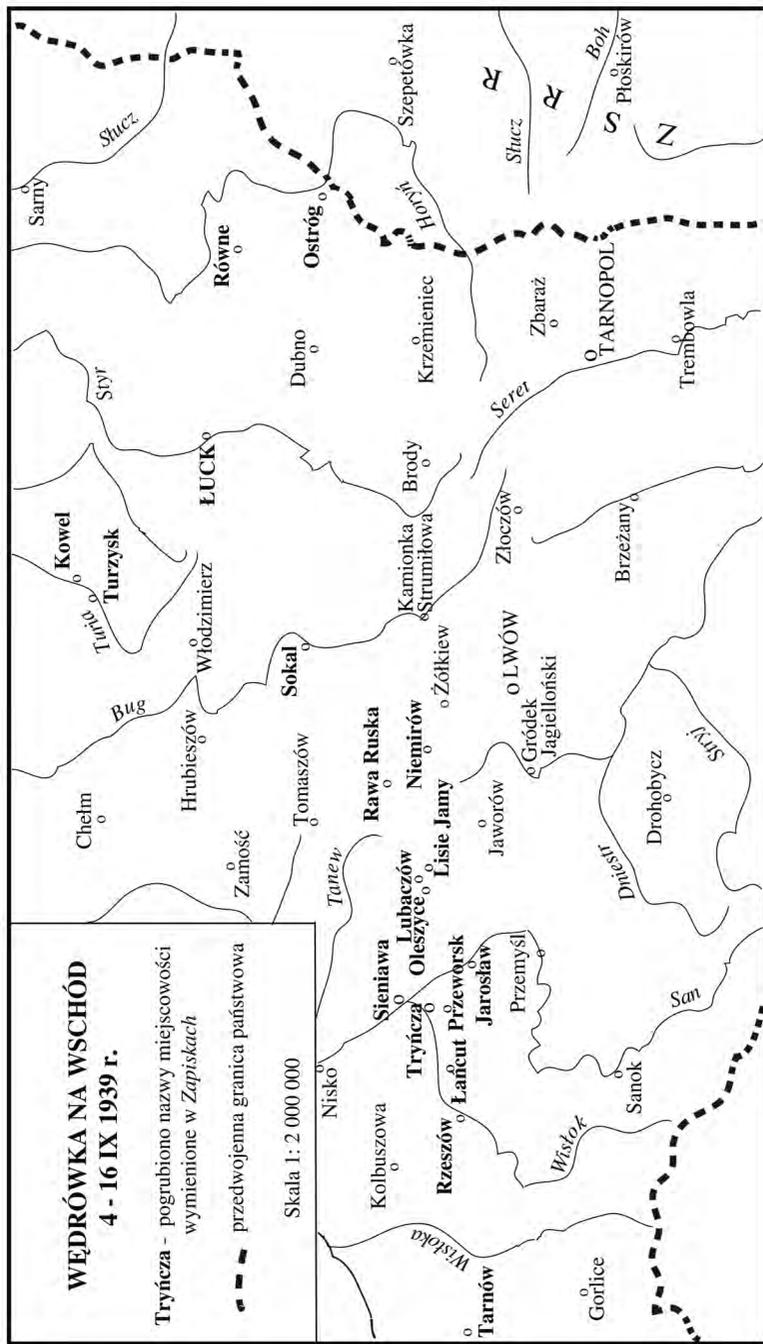 WĘDRÓWKA NA WSCHÓD
4 - 16 IX 1939 r.
Tryńcza - pogrubiono nazwy miejscowości
wymienione w Zapiskach
przedwojenna granica państwowa
Skala 1: 2 000 000
Chełm
Bug
Turia
Kowel
Turzysk
Styr
Sarny
Słucz
Zamość
Hrubieszów
Włodzimierz
ŁUCK
Równe
Tomaszów
Sokal
Dubno
Ostróg
Nisko
Tanew
Kolbuszowa
Sieniawa
Tryńcza
Oleszyce
Lubaczów
Lisie Jamy
Rawa Ruska
Niemirów
Żółkiew
Kamionka
Strumiłowa
Brody
Krzemieniec
Horyń
Szepetówka
Wisłoka
Rzeszów
Łańcut
Przeworsk
Jarosław
Tarnów
Jaworów
Gródek
Jagielloński
LWÓW
Złoczów
Seret
Zbaraż
Słucz
Wisłok
Przemyśl
Gorlice
Sanok
San
Dniestr
Drohobycz
Stryj
Brzeżany
TARNOPOL
Trembowla
Boh
Płoskirów
Z S R R